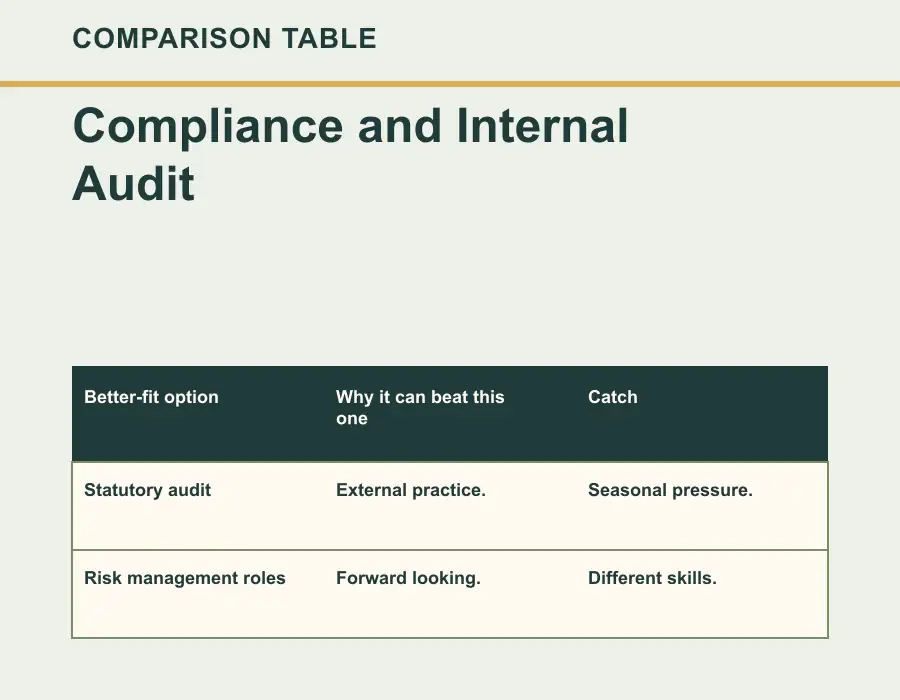 COMPARISON TABLE
Compliance and Internal
Audit
Better-fit option
Why it can beat this
one
Catch
Statutory audit
External practice.
Seasonal pressure.
Risk management roles
Forward looking.
Different skills.